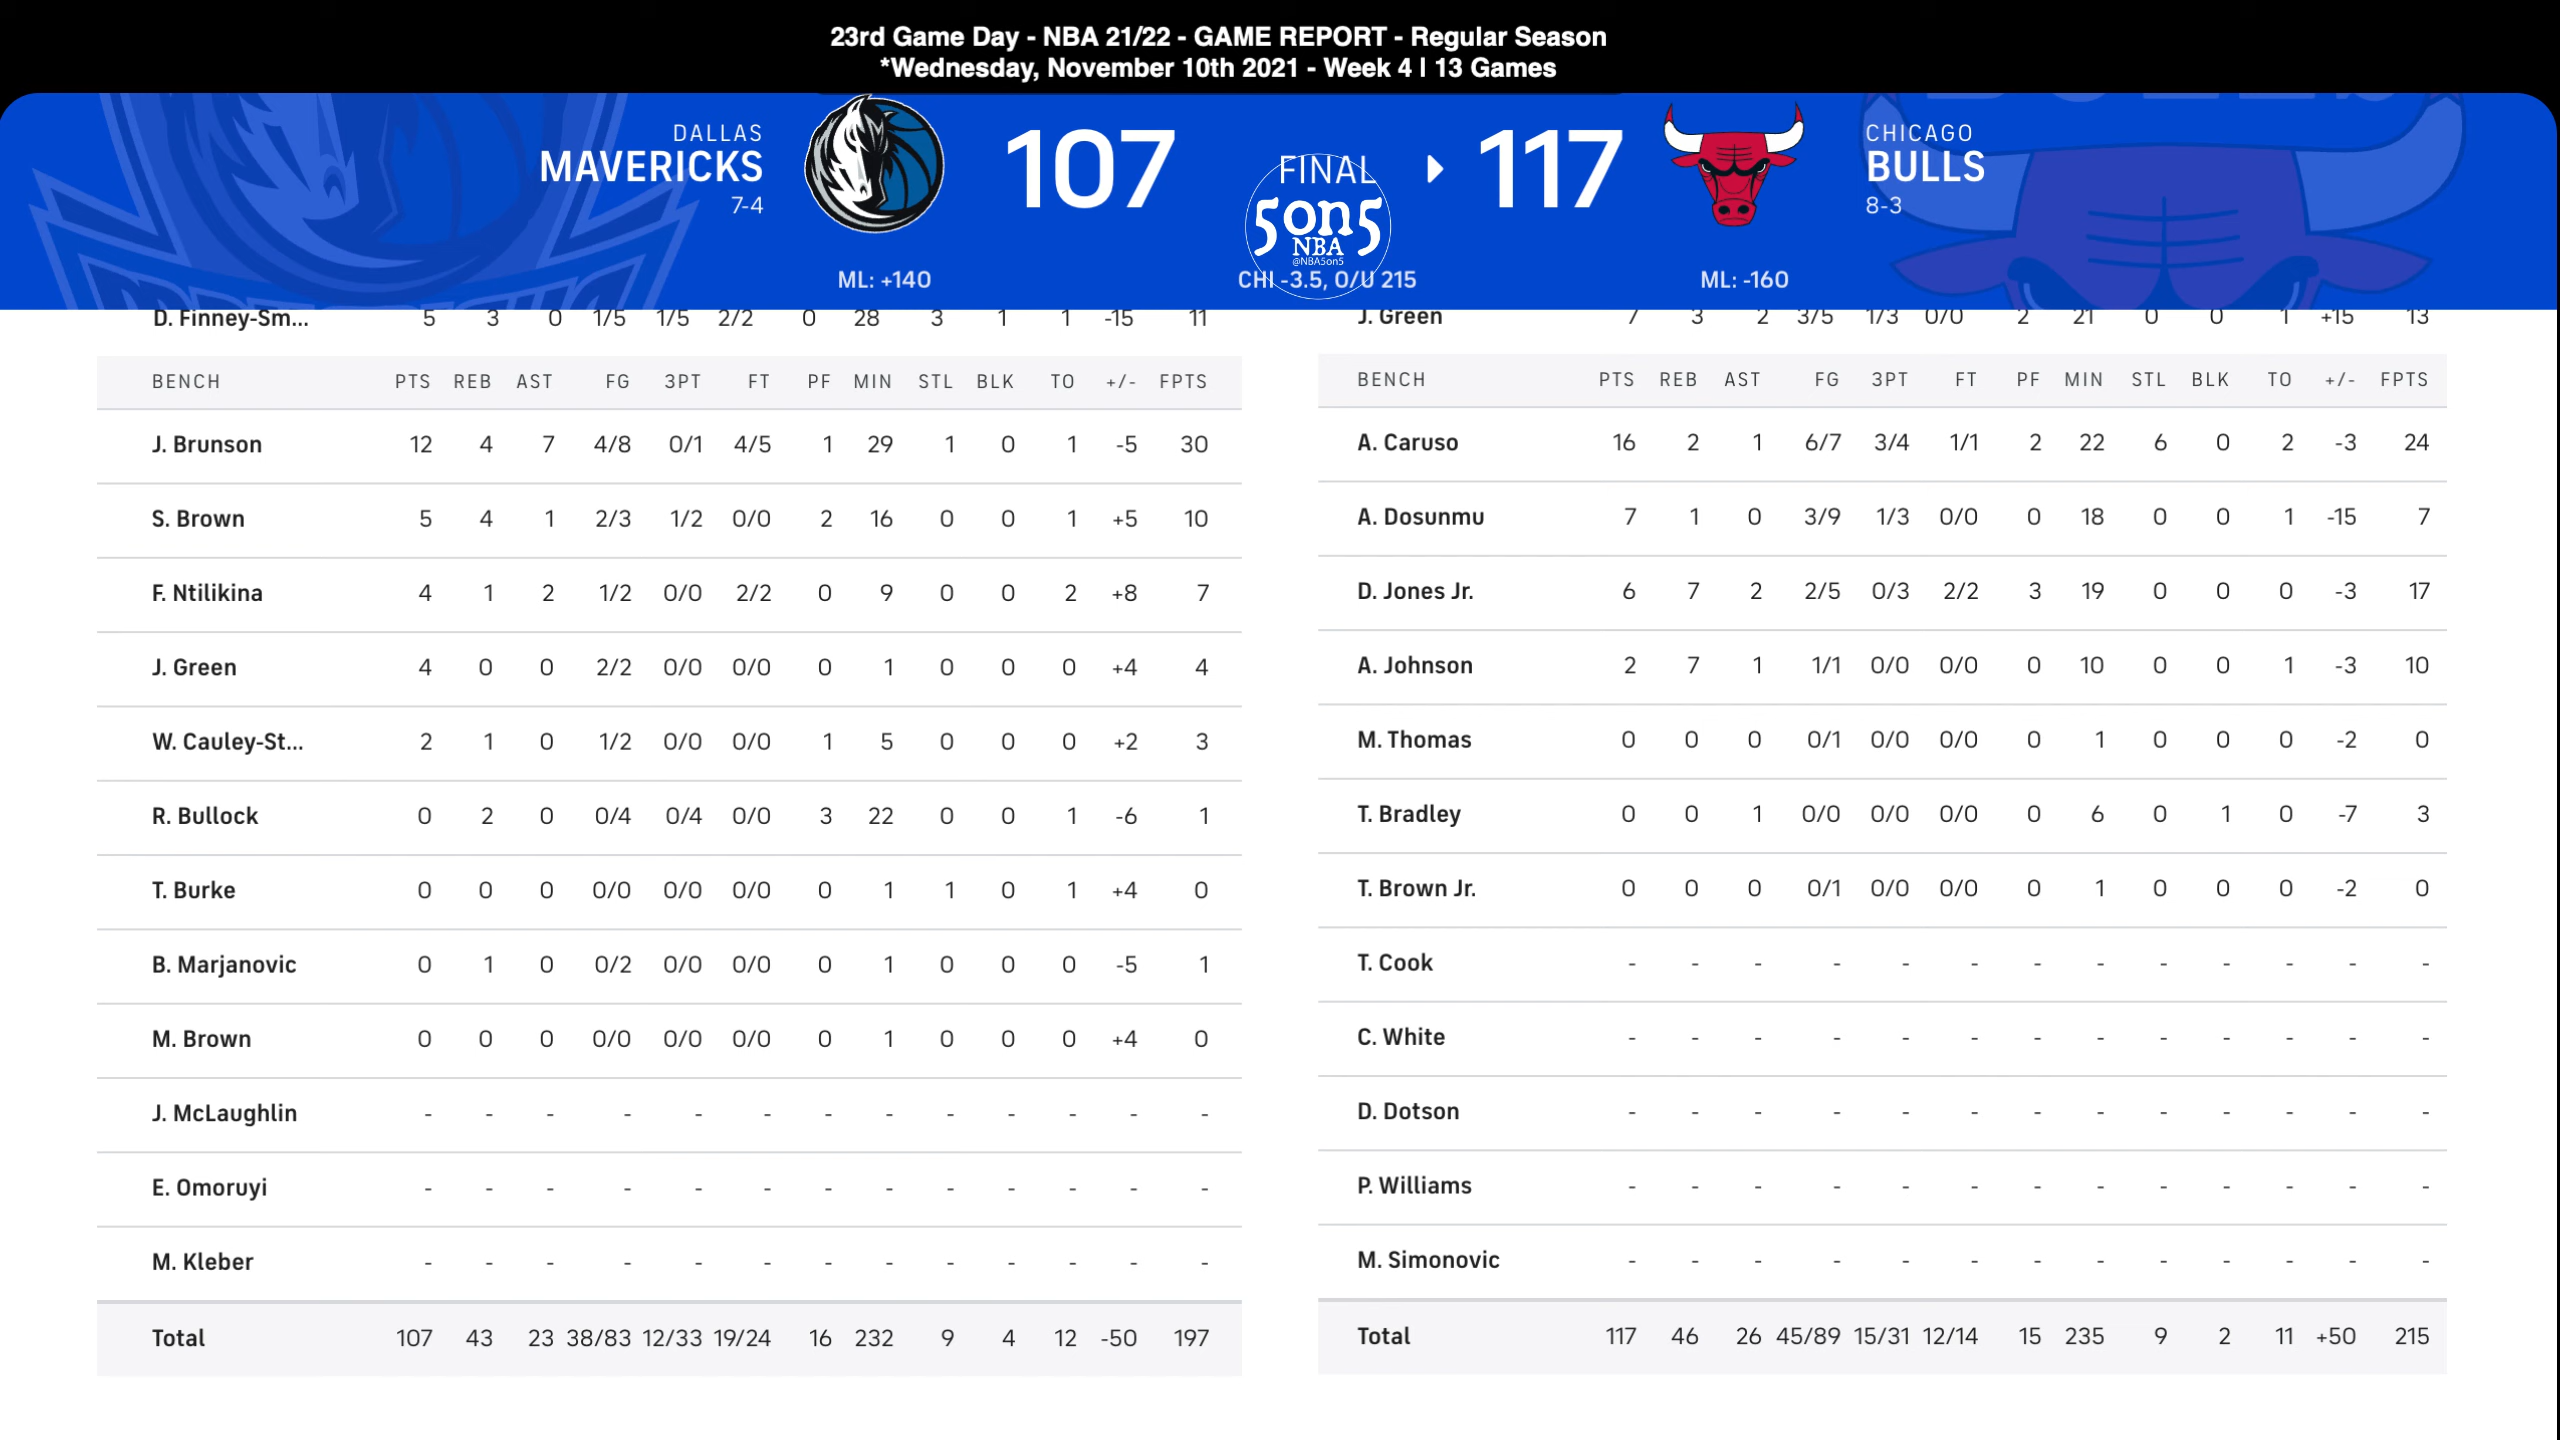 23rd Game Day - NBA 21/22 - GAME REPORT - Regular Season
*Wednesday, November 10th 2021 - Week 4 | 13 Games
DALLAS
MAVERICKS
7-4
107
FINAL
117
CHICAGO
BULLS
8-3
5on5
NBA
@NBA5on5
ML: +140
CHI -3.5, O/U 215
ML: -160
D. Finney-Sm... 5 3 0 1/5 1/5 2/2 0 28 3 1 1 -15 11
BENCH PTS REB AST FG 3PT FT PF MIN STL BLK TO +/- FPTS
J. Brunson 12 4 7 4/8 0/1 4/5 1 29 1 0 1 -5 30
S. Brown 5 4 1 2/3 1/2 0/0 2 16 0 0 1 +5 10
F. Ntilikina 4 1 2 1/2 0/0 2/2 0 9 0 0 2 +8 7
J. Green 4 0 0 2/2 0/0 0/0 0 1 0 0 0 +4 4
W. Cauley-St... 2 1 0 1/2 0/0 0/0 1 5 0 0 0 +2 3
R. Bullock 0 2 0 0/4 0/4 0/0 3 22 0 0 1 -6 1
T. Burke 0 0 0 0/0 0/0 0/0 0 1 1 0 1 +4 0
B. Marjanovic 0 1 0 0/2 0/0 0/0 0 1 0 0 0 -5 1
M. Brown 0 0 0 0/0 0/0 0/0 0 1 0 0 0 +4 0
J. McLaughlin - - - - - - - - - - - - -
E. Omoruyi - - - - - - - - - - - - -
M. Kleber - - - - - - - - - - - - -
Total 107 43 23 38/83 12/33 19/24 16 232 9 4 12 -50 197
J. Green 7 3 2 3/5 1/3 0/0 2 21 0 0 1 +15 13
BENCH PTS REB AST FG 3PT FT PF MIN STL BLK TO +/- FPTS
A. Caruso 16 2 1 6/7 3/4 1/1 2 22 6 0 2 -3 24
A. Dosunmu 7 1 0 3/9 1/3 0/0 0 18 0 0 1 -15 7
D. Jones Jr. 6 7 2 2/5 0/3 2/2 3 19 0 0 0 -3 17
A. Johnson 2 7 1 1/1 0/0 0/0 0 10 0 0 1 -3 10
M. Thomas 0 0 0 0/1 0/0 0/0 0 1 0 0 0 -2 0
T. Bradley 0 0 1 0/0 0/0 0/0 0 6 0 1 0 -7 3
T. Brown Jr. 0 0 0 0/1 0/0 0/0 0 1 0 0 0 -2 0
T. Cook - - - - - - - - - - - - -
C. White - - - - - - - - - - - - -
D. Dotson - - - - - - - - - - - - -
P. Williams - - - - - - - - - - - - -
M. Simonovic - - - - - - - - - - - - -
Total 117 46 26 45/89 15/31 12/14 15 235 9 2 11 +50 215